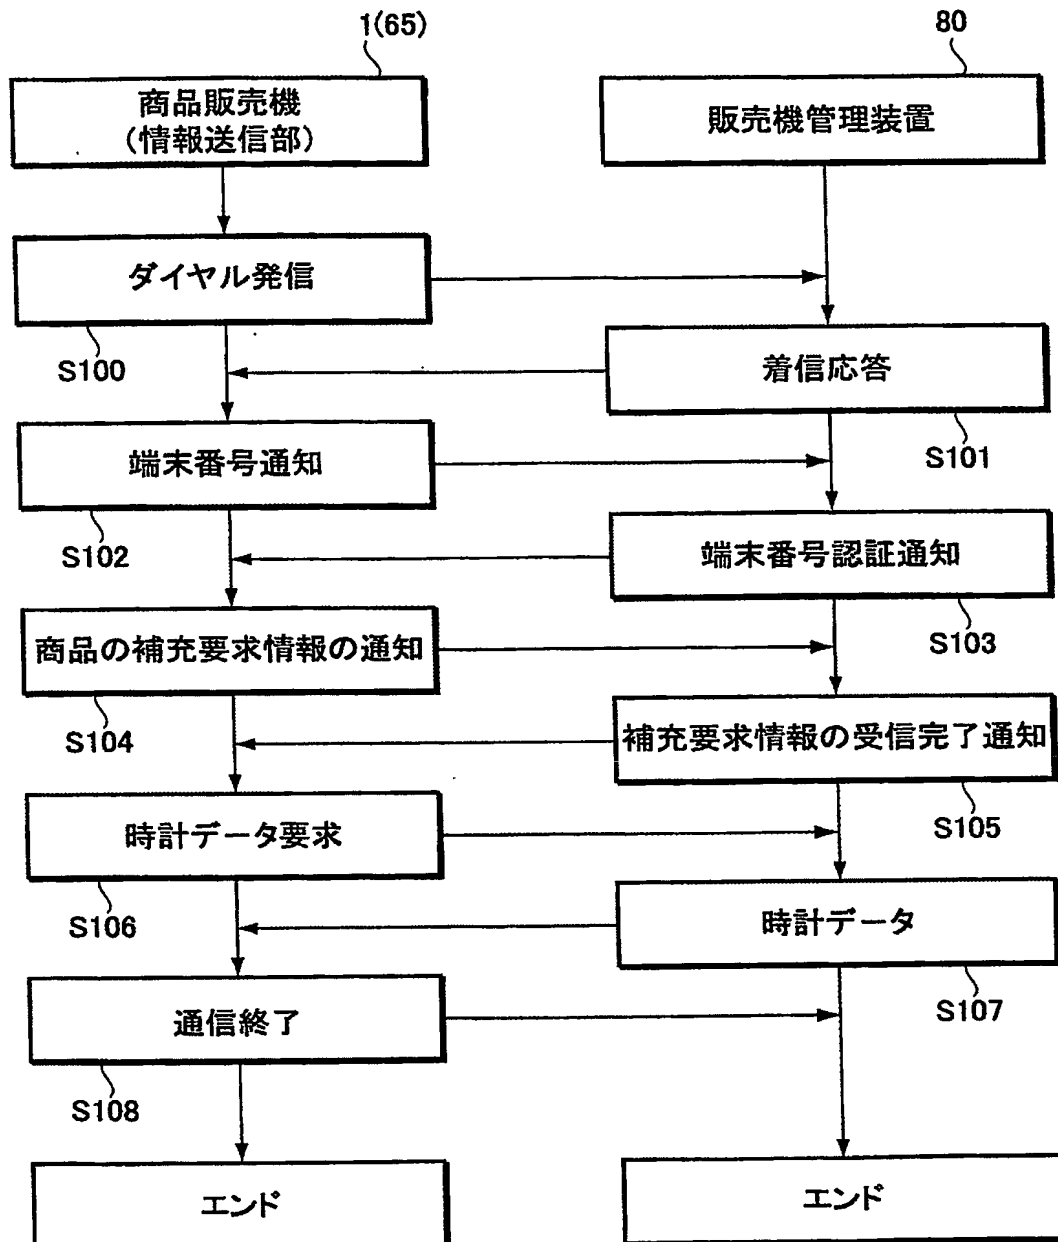 1(65)
80
商品販売機
（情報送信部）
販売機管理装置
ダイヤル発信
S100
着信応答
S101
端末番号通知
S102
端末番号認証通知
S103
商品の補充要求情報の通知
S104
補充要求情報の受信完了通知
S105
時計データ要求
S106
時計データ
S107
通信終了
S108
エンド
エンド